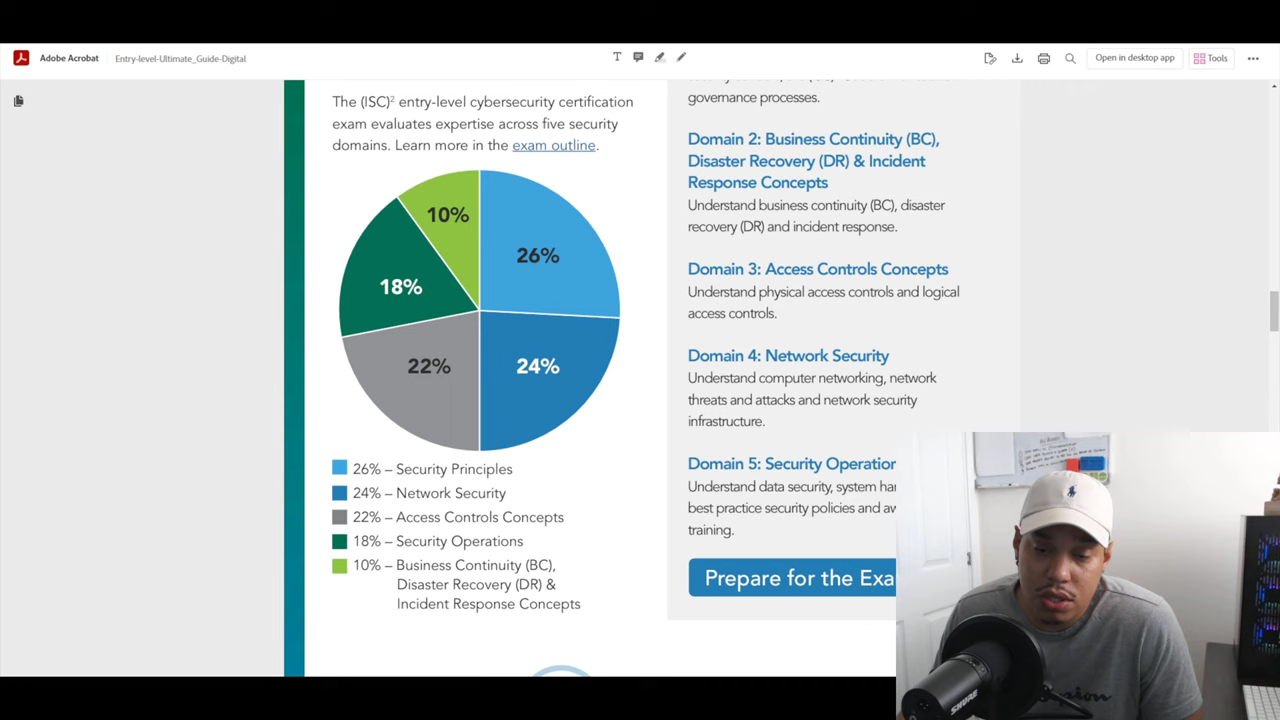 Adobe Acrobat
Entry-level-Ultimate_Guide-Digital
Open in desktop app
Tools
The (ISC)² entry-level cybersecurity certification
exam evaluates expertise across five security
domains. Learn more in the exam outline.
10%
26%
18%
22%
24%
26% – Security Principles
24% – Network Security
22% – Access Controls Concepts
18% – Security Operations
10% – Business Continuity (BC),
Disaster Recovery (DR) &
Incident Response Concepts
governance processes.
Domain 2: Business Continuity (BC),
Disaster Recovery (DR) & Incident
Response Concepts
Understand business continuity (BC), disaster
recovery (DR) and incident response.
Domain 3: Access Controls Concepts
Understand physical access controls and logical
access controls.
Domain 4: Network Security
Understand computer networking, network
threats and attacks and network security
infrastructure.
Domain 5: Security Operation
Understand data security, system har
best practice security policies and aw
training.
Prepare for the Exa
SHURE